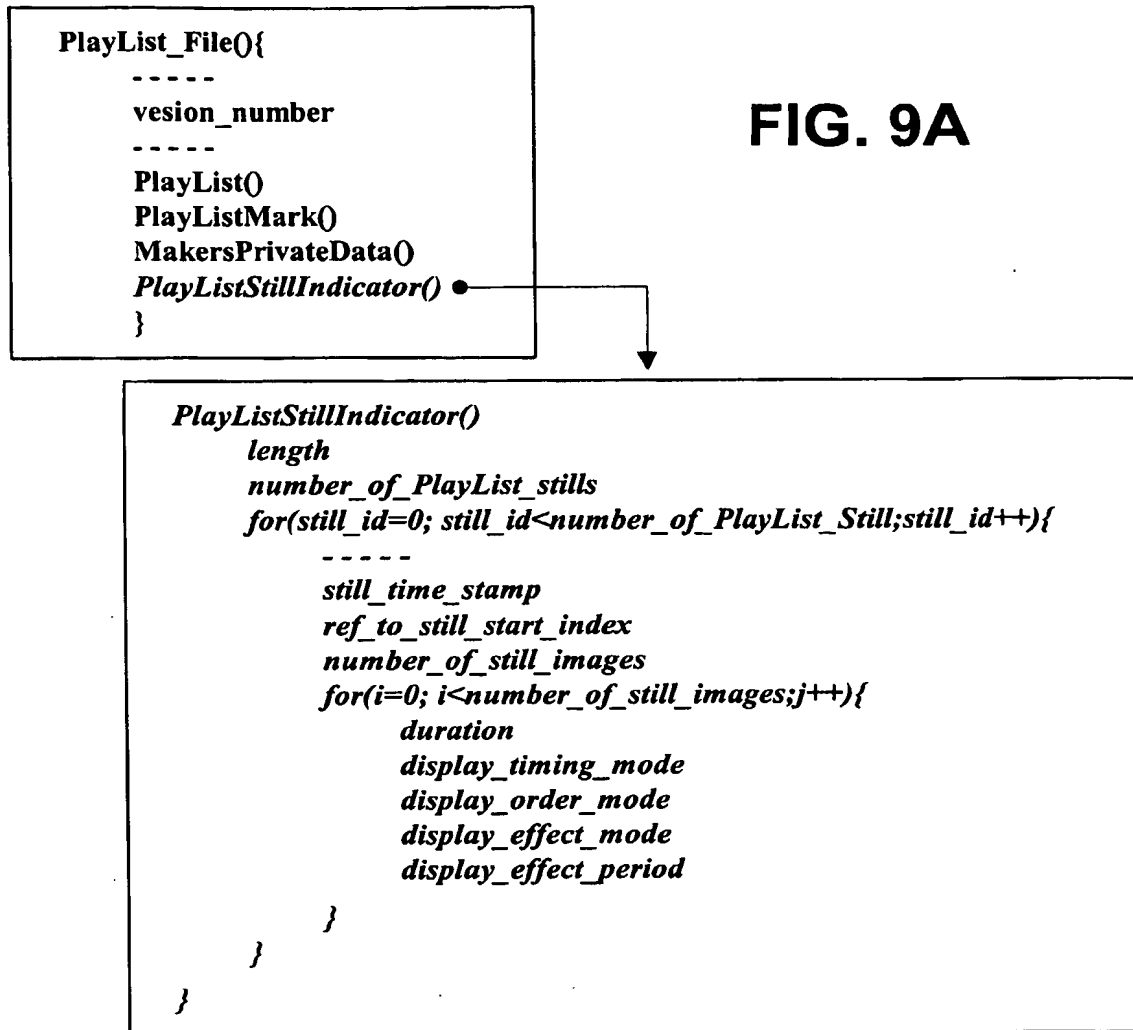 PlayList_File(){
- - - - -
vesion_number
- - - - -
PlayList()
PlayListMark()
MakersPrivateData()
PlayListStillIndicator()
}
FIG. 9A
PlayListStillIndicator()
length
number_of_PlayList_stills
for(still_id=0; still_id<number_of_PlayList_Still;still_id++){
- - - - -
still_time_stamp
ref_to_still_start_index
number_of_still_images
for(i=0; i<number_of_still_images;j++){
duration
display_timing_mode
display_order_mode
display_effect_mode
display_effect_period
}
}
}